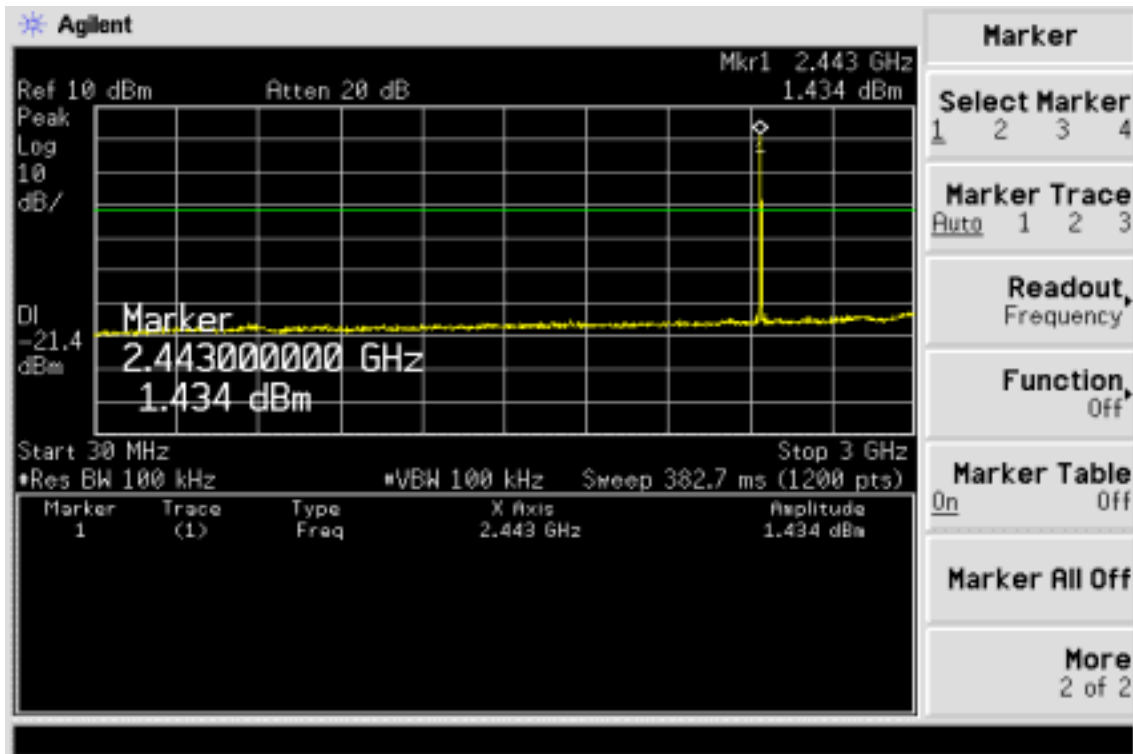 Agilent
Mkr1 2.443 GHz
Ref 10 dBm Atten 20 dB 1.434 dBm
Peak
Log
10
dB/
1
DI
-21.4
dBm
Marker
2.443000000 GHz
1.434 dBm
Start 30 MHz Stop 3 GHz
#Res BW 100 kHz #VBW 100 kHz Sweep 382.7 ms (1200 pts)
Marker Trace Type X Axis Amplitude
1 (1) Freq 2.443 GHz 1.434 dBm
Marker
Select Marker
1 2 3 4
Marker Trace
Auto 1 2 3
Readout
Frequency
Function
Off
Marker Table
On Off
Marker All Off
More
2 of 2